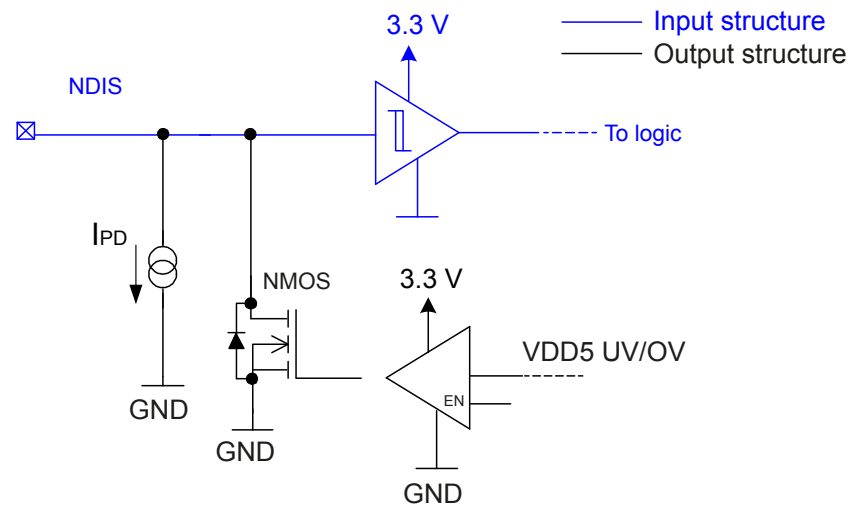 3.3 V
Input structure
Output structure
NDIS
To logic
IPD
NMOS
3.3 V
VDD5 UV/OV
EN
GND
GND
GND